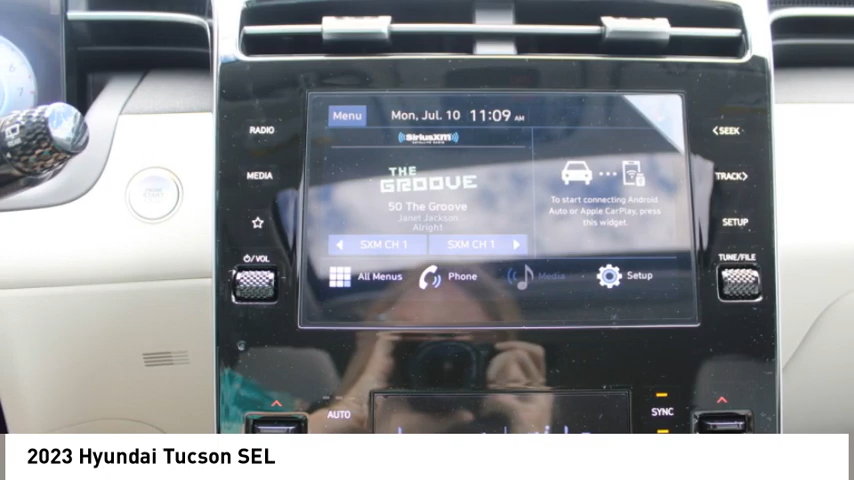 Menu
Mon, Jul. 10 11:09 AM
RADIO
<SEEK
SiriusXM
SATELLITE RADIO
THE
GROOVE
MEDIA
TRACK>
50 The Groove
Janet Jackson
Alright
To start connecting Android
Auto or Apple CarPlay, press
this widget.
SETUP
SXM CH 1 SXM CH 1
/VOL
TUNE/FILE
All Menus Phone Media Setup
AUTO
SYNC
2023 Hyundai Tucson SEL